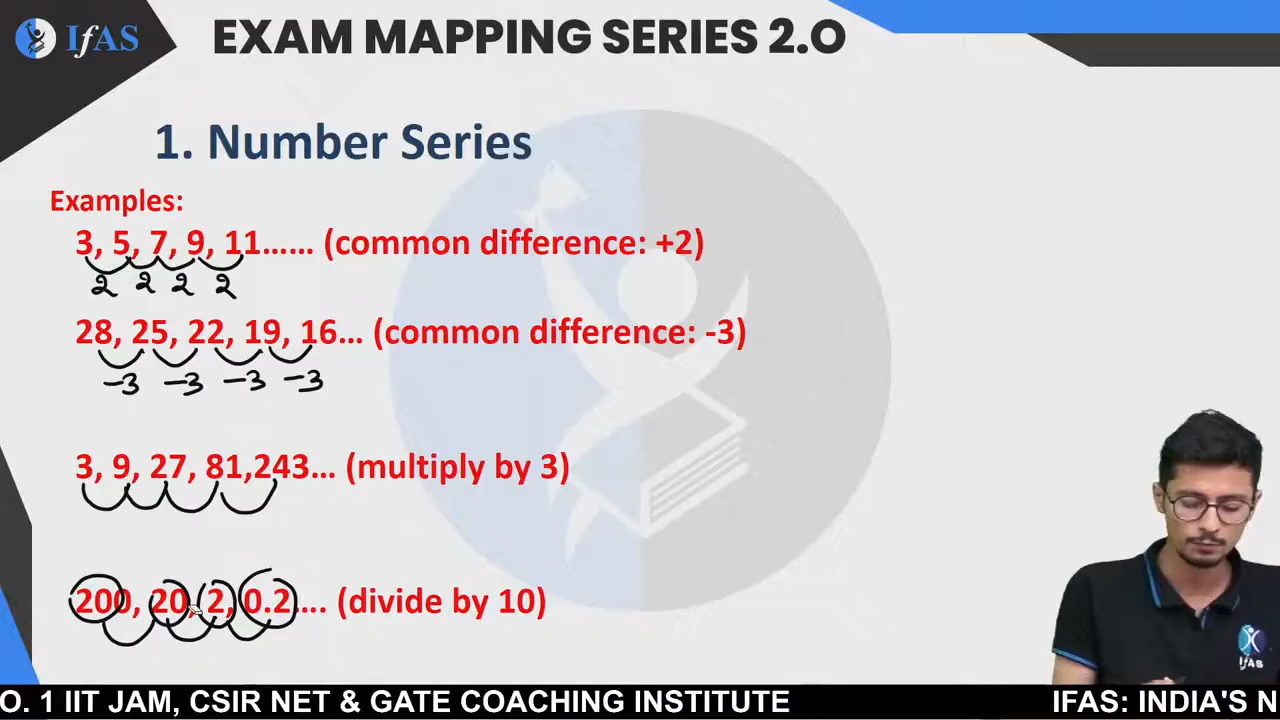 IfAS
EXAM MAPPING SERIES 2.O
1. Number Series
Examples:
3, 5, 7, 9, 11...... (common difference: +2)
2 2 2 2
28, 25, 22, 19, 16... (common difference: -3)
-3 -3 -3 -3
3, 9, 27, 81,243... (multiply by 3)
200, 20, 2, 0.2.... (divide by 10)
IFAS
O. 1 IIT JAM, CSIR NET & GATE COACHING INSTITUTE IFAS: INDIA'S N